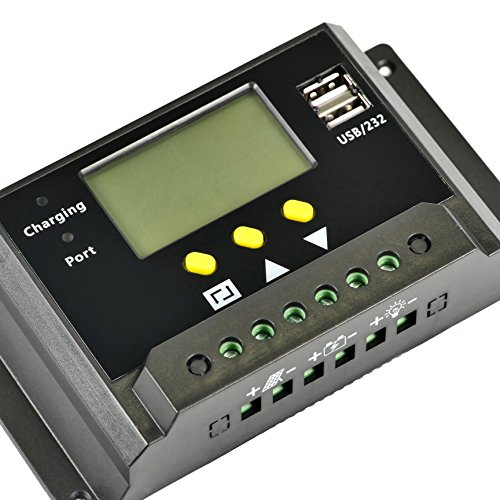 USB/232
Charging
Port
+ -
+ -
+ -